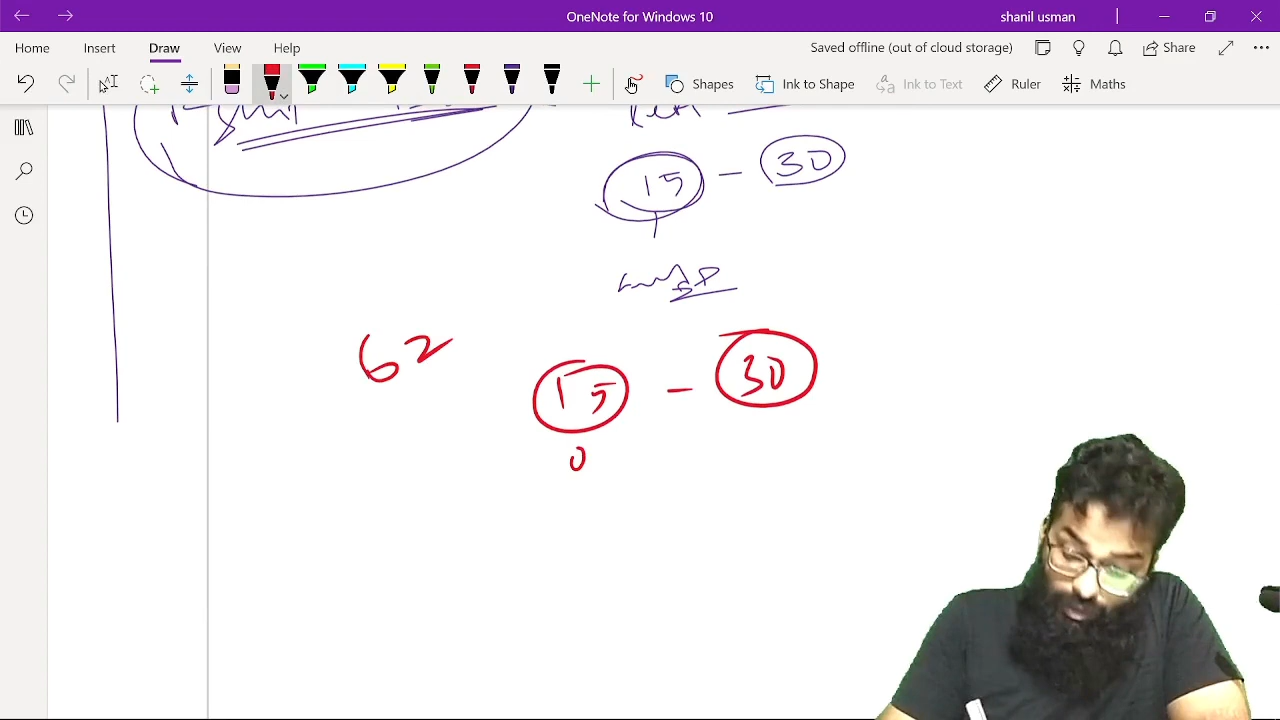 OneNote for Windows 10
shanil usman
Home Insert Draw View Help
Saved offline (out of cloud storage)
Share
Shapes
Ink to Shape
Ink to Text
Ruler
Maths
15 - 30
62
15 - 30
0